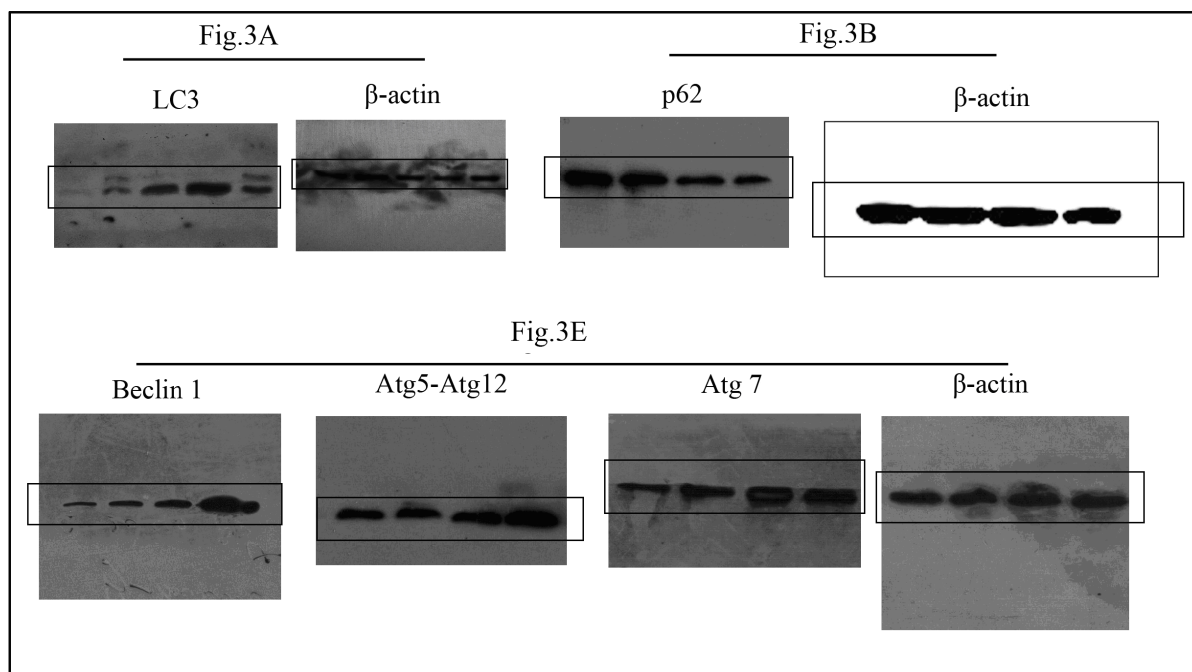 Fig.3A
Fig.3B
LC3
β-actin
p62
β-actin
Fig.3E
Beclin 1
Atg5-Atg12
Atg 7
β-actin